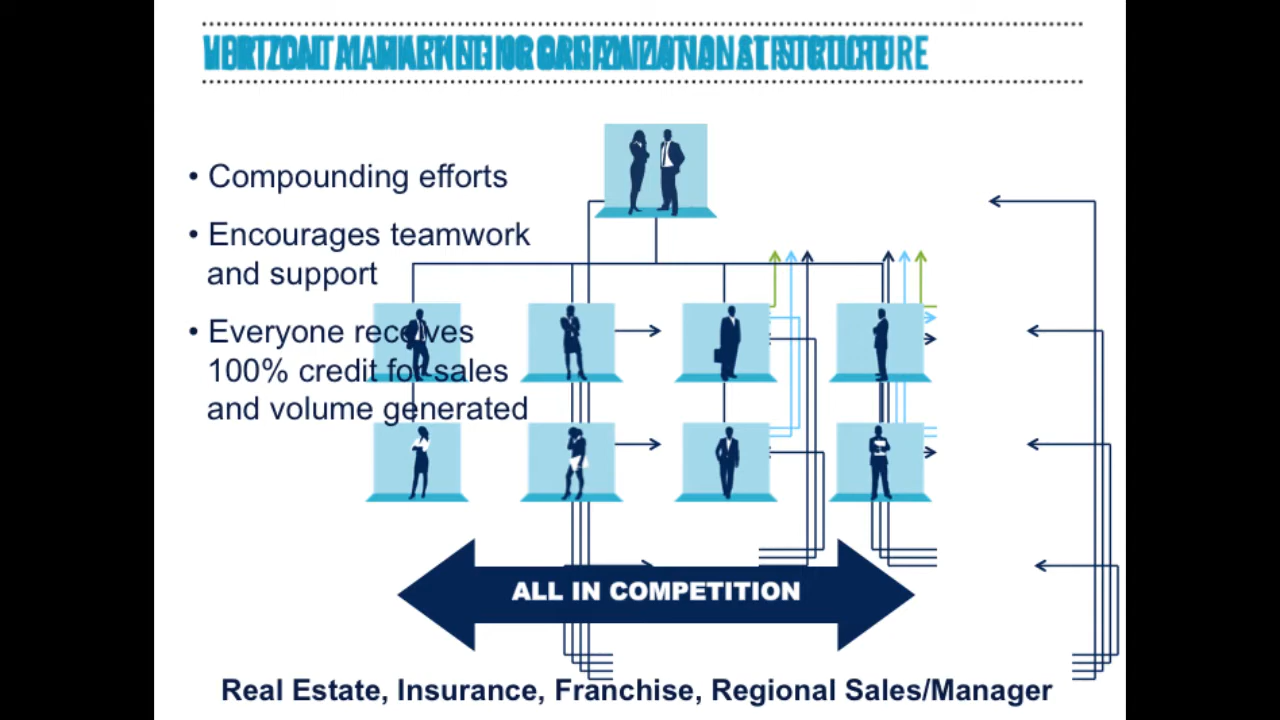 • Compounding efforts
• Encourages teamwork
and support
• Everyone receives
100% credit for sales
and volume generated
ALL IN COMPETITION
Real Estate, Insurance, Franchise, Regional Sales/Manager